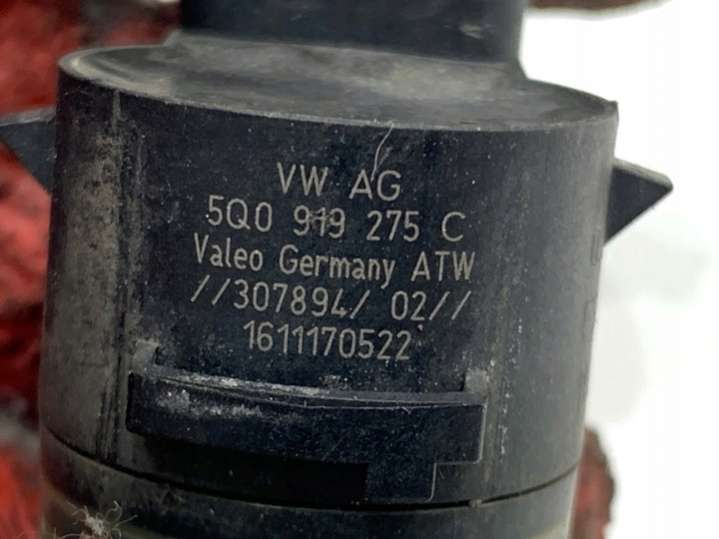 VW AG
5Q0 919 275 C
Valeo Germany ATW
//307894/ 02//
1611170522